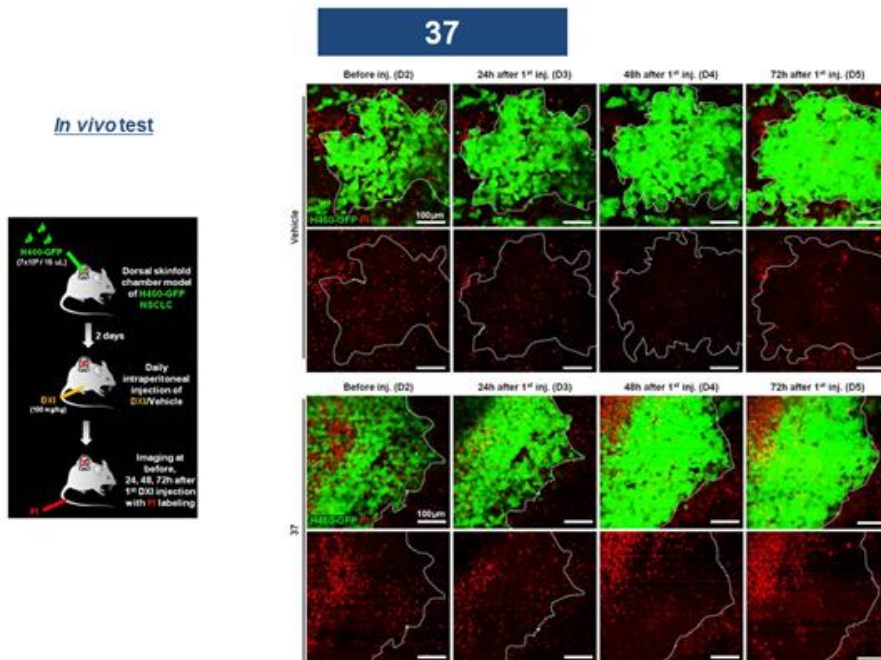 37
In vivo test
H460-GFP
Dorsal skinfold
chamber model
of H460-GFP
NSCLC
2 days
Daily
intraperitoneal
injection of
DXI/Vehicle
DXI
(100 mg/kg)
Imaging at
before,
24, 48, 72h after
1st DXI injection
with PI labeling
PI
Before inj. (D2) 24h after 1st inj. (D3) 48h after 1st inj. (D4) 72h after 1st inj. (D5)
Vehicle
H460-GFP PI 100μm
Before inj. (D2) 24h after 1st inj. (D3) 48h after 1st inj. (D4) 72h after 1st inj. (D5)
37
H460-GFP PI 100μm